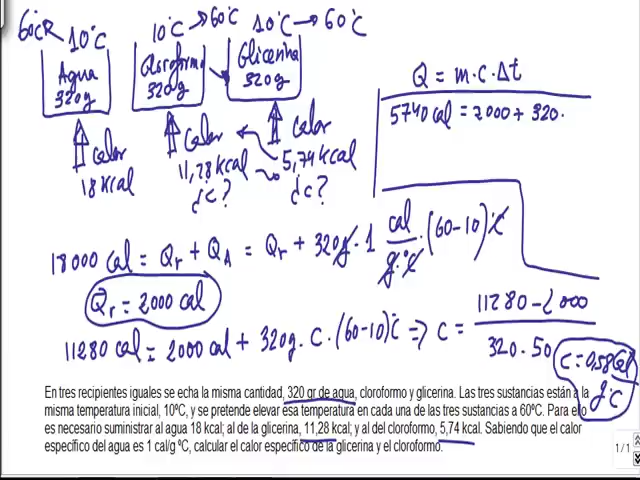 60ºC 10ºC 10ºC → 60ºC 10ºC → 60ºC
Agua 320g
Cloroformo 320g
Glicerina 320g
Calor 18 kcal
Calor 11,28 kcal ¿c?
Calor 5,74 kcal ¿c?
Q = m·c·Δt
5740 cal = 2000 + 320·
18000 cal = Qr + QA = Qr + 320g · 1 cal/g·ºc · (60-10)ºc
Qr = 2000 cal
11280 cal = 2000 cal + 320g · C · (60-10)ºc ⇒ C = 11280 - 2000 / 320·50
C = 0,58 Cal/gºC
En tres recipientes iguales se echa la misma cantidad, 320 gr de agua, cloroformo y glicerina. Las tres sustancias están a la
misma temperatura inicial, 10ºC, y se pretende elevar esa temperatura en cada una de las tres sustancias a 60ºC. Para ello
es necesario suministrar al agua 18 kcal; al de la glicerina, 11,28 kcal; y al del cloroformo, 5,74 kcal. Sabiendo que el calor
específico del agua es 1 cal/g ºC, calcular el calor específico de la glicerina y el cloroformo.
1/1